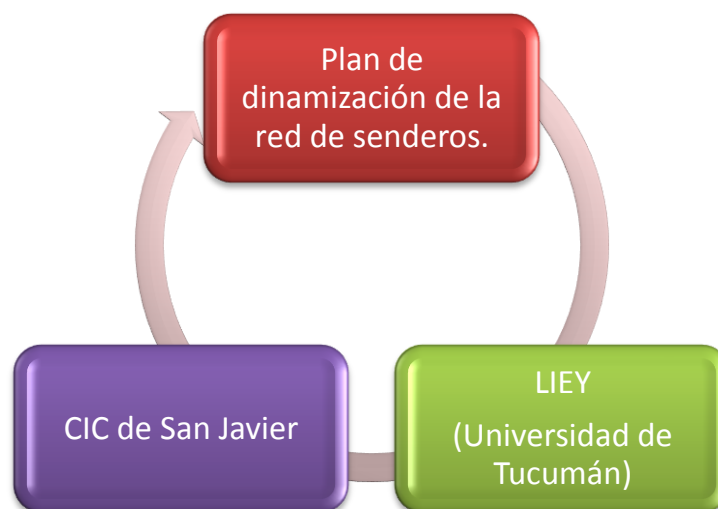 Plan de
dinamización de la
red de senderos.
CIC de San Javier
LIEY
(Universidad de
Tucumán)